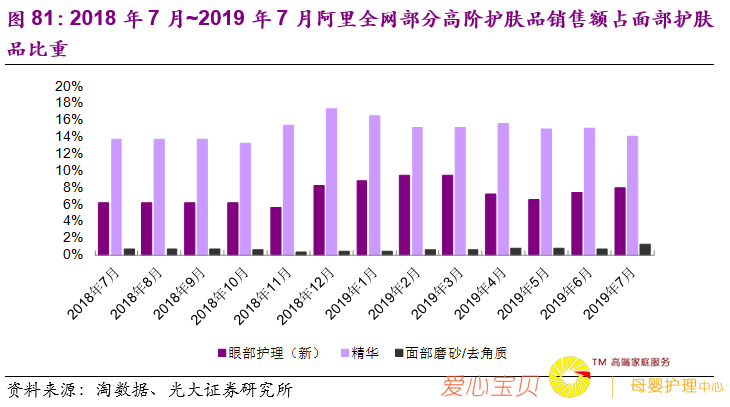 图 81: 2018 年 7 月~2019 年 7 月阿里全网部分高阶护肤品销售额占面部护肤
品比重
20%
18%
16%
14%
12%
10%
8%
6%
4%
2%
0%
2018年7月
2018年8月
2018年9月
2018年10月
2018年11月
2018年12月
2019年1月
2019年2月
2019年3月
2019年4月
2019年5月
2019年6月
2019年7月
眼部护理（新） 精华 面部磨砂/去角质
资料来源：淘数据、光大证券研究所
爱心宝贝
TM 高端家庭服务
母婴护理中心